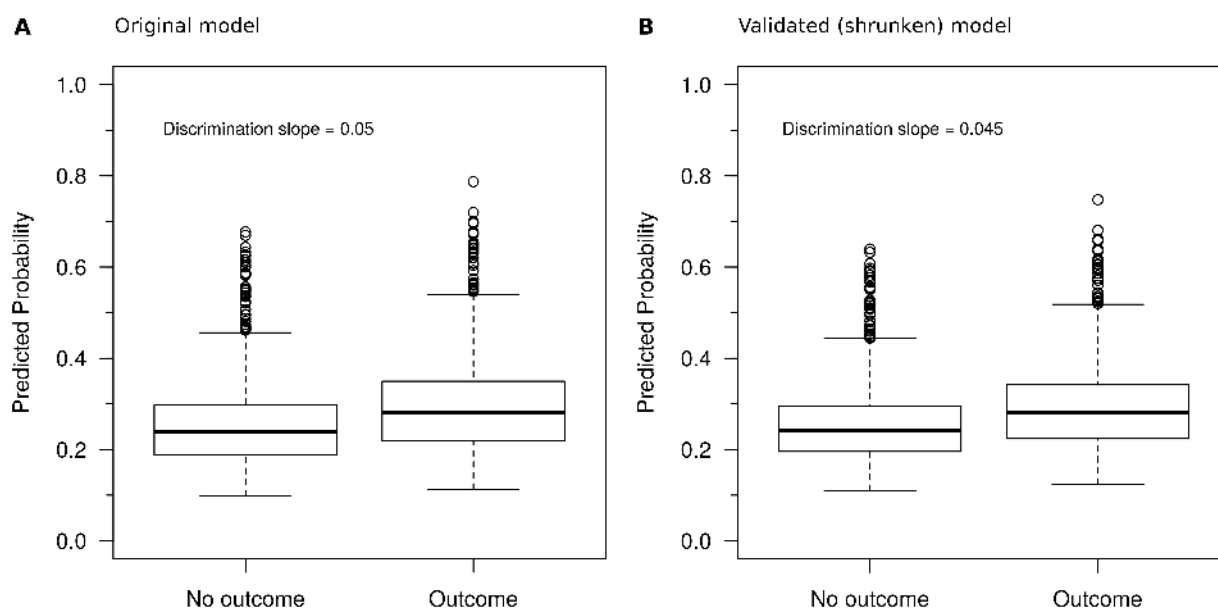 A Original model
Predicted Probability
1.0
0.8
0.6
0.4
0.2
0.0
Discrimination slope = 0.05
No outcome Outcome
B Validated (shrunken) model
Predicted Probability
1.0
0.8
0.6
0.4
0.2
0.0
Discrimination slope = 0.045
No outcome Outcome